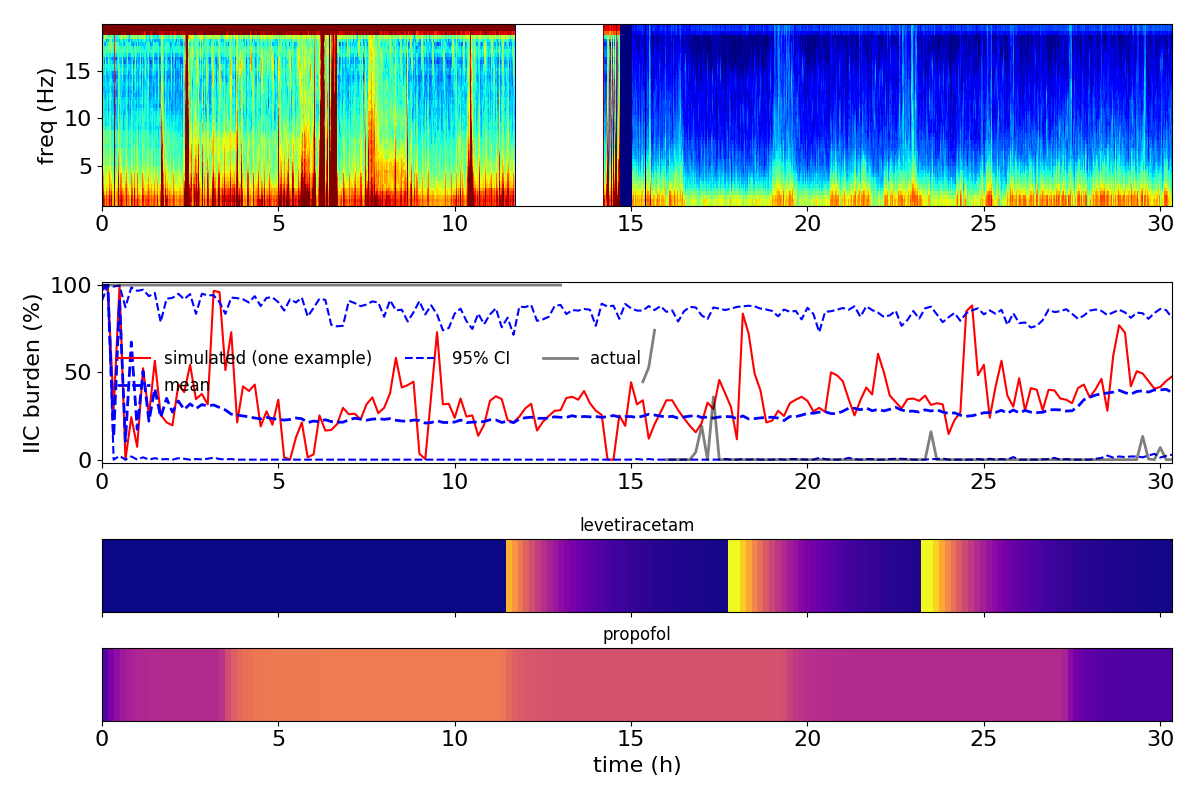 freq (Hz)
15
10
5
0 5 10 15 20 25 30
IIC burden (%)
100
50
0
simulated (one example) 95% CI actual
mean
0 5 10 15 20 25 30
levetiracetam
propofol
0 5 10 15 20 25 30
time (h)